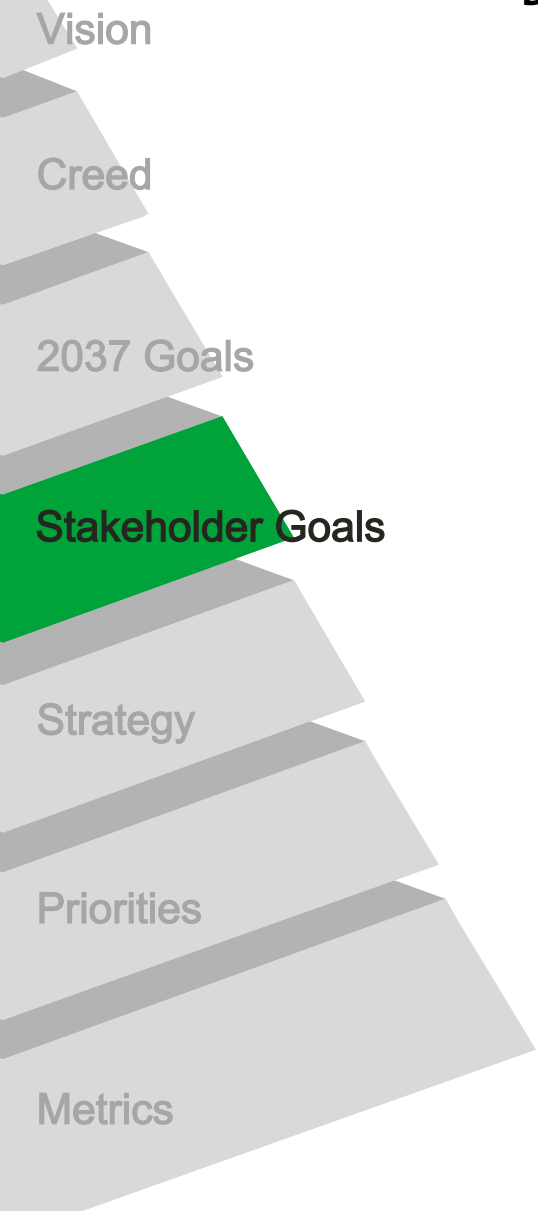 Vision
Creed
2037 Goals
Stakeholder Goals
Strategy
Priorities
Metrics